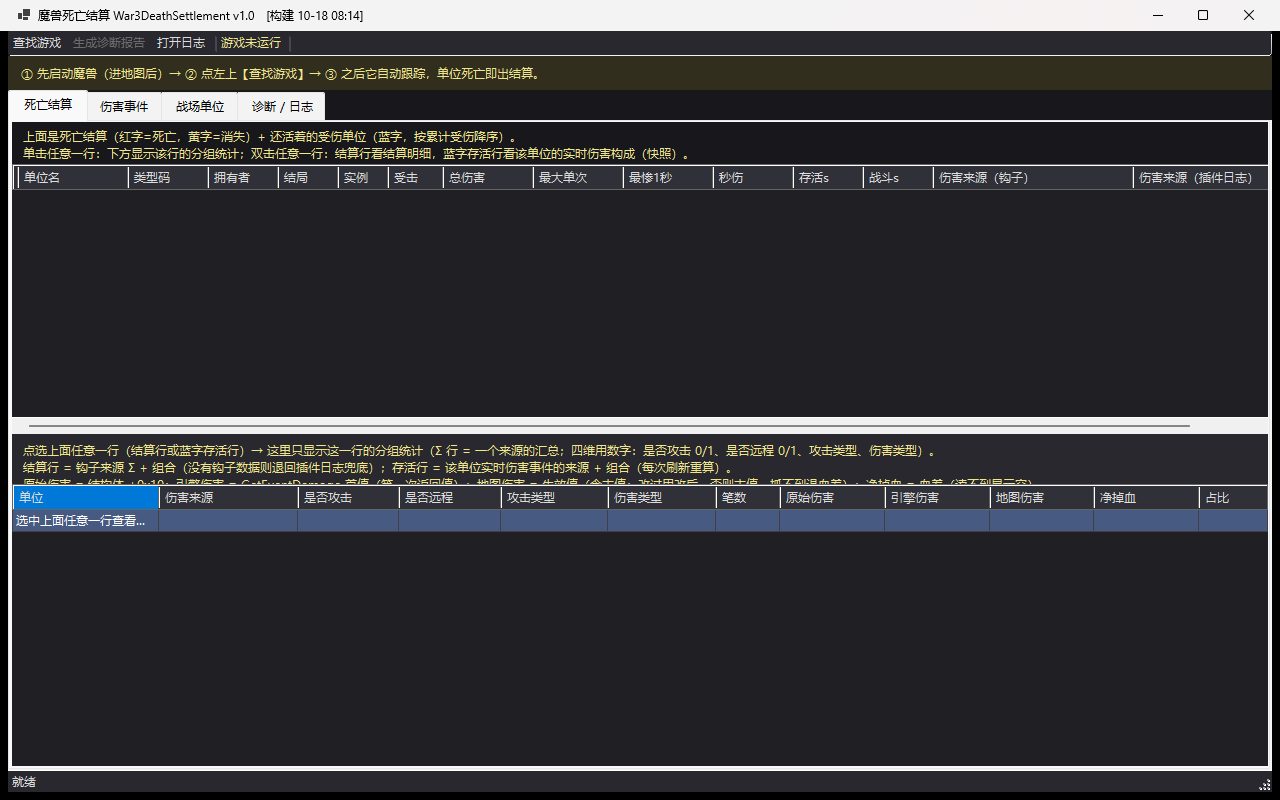 魔兽死亡结算 War3DeathSettlement v1.0 [构建 10-18 08:14]
查找游戏 生成诊断报告 打开日志 游戏未运行
① 先启动魔兽（进地图后）→ ② 点左上【查找游戏】→ ③ 之后它自动跟踪，单位死亡即出结算。
死亡结算 伤害事件 战场单位 诊断 / 日志
上面是死亡结算（红字=死亡，黄字=消失）+ 还活着的受伤单位（蓝字，按累计受伤降序）。
单击任意一行：下方显示该行的分组统计；双击任意一行：结算行看结算明细，蓝字存活行看该单位的实时伤害构成（快照）。
单位名 类型码 拥有者 结局 实例 受击 总伤害 最大单次 最惨1秒 秒伤 存活s 战斗s 伤害来源（钩子） 伤害来源（插件日志）
点选上面任意一行（结算行或蓝字存活行）→ 这里只显示这一行的分组统计（Σ 行 = 一个来源的汇总；四维用数字：是否攻击 0/1、是否远程 0/1、攻击类型、伤害类型）。
结算行 = 钩子来源 Σ + 组合（没有钩子数据则退回插件日志兜底）；存活行 = 该单位实时伤害事件的来源 + 组合（每次刷新重算）。
单位 伤害来源 是否攻击 是否远程 攻击类型 伤害类型 笔数 原始伤害 引擎伤害 地图伤害 净掉血 占比
选中上面任意一行查看...
就绪